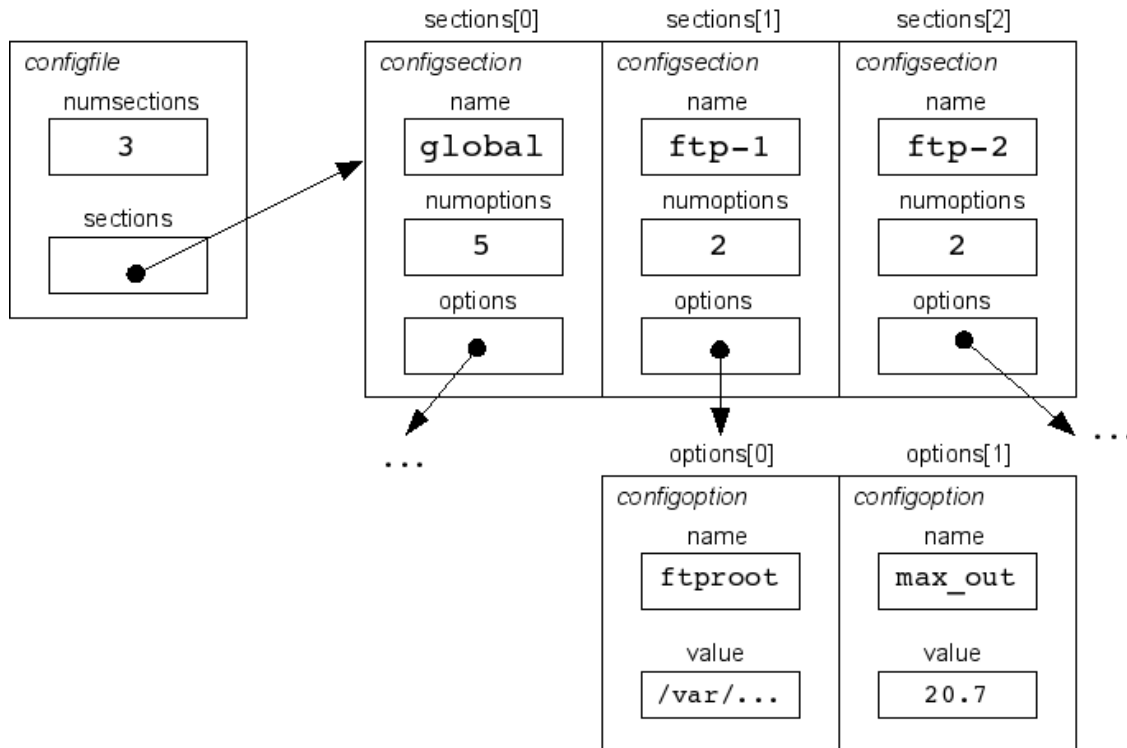 sections[0] sections[1] sections[2]
configfile configsection configsection configsection
numsections name name name
3 global ftp-1 ftp-2
sections numoptions numoptions numoptions
5 2 2
options options options
... ...
options[0] options[1]
configoption configoption
name name
ftproot max_out
value value
/var/... 20.7